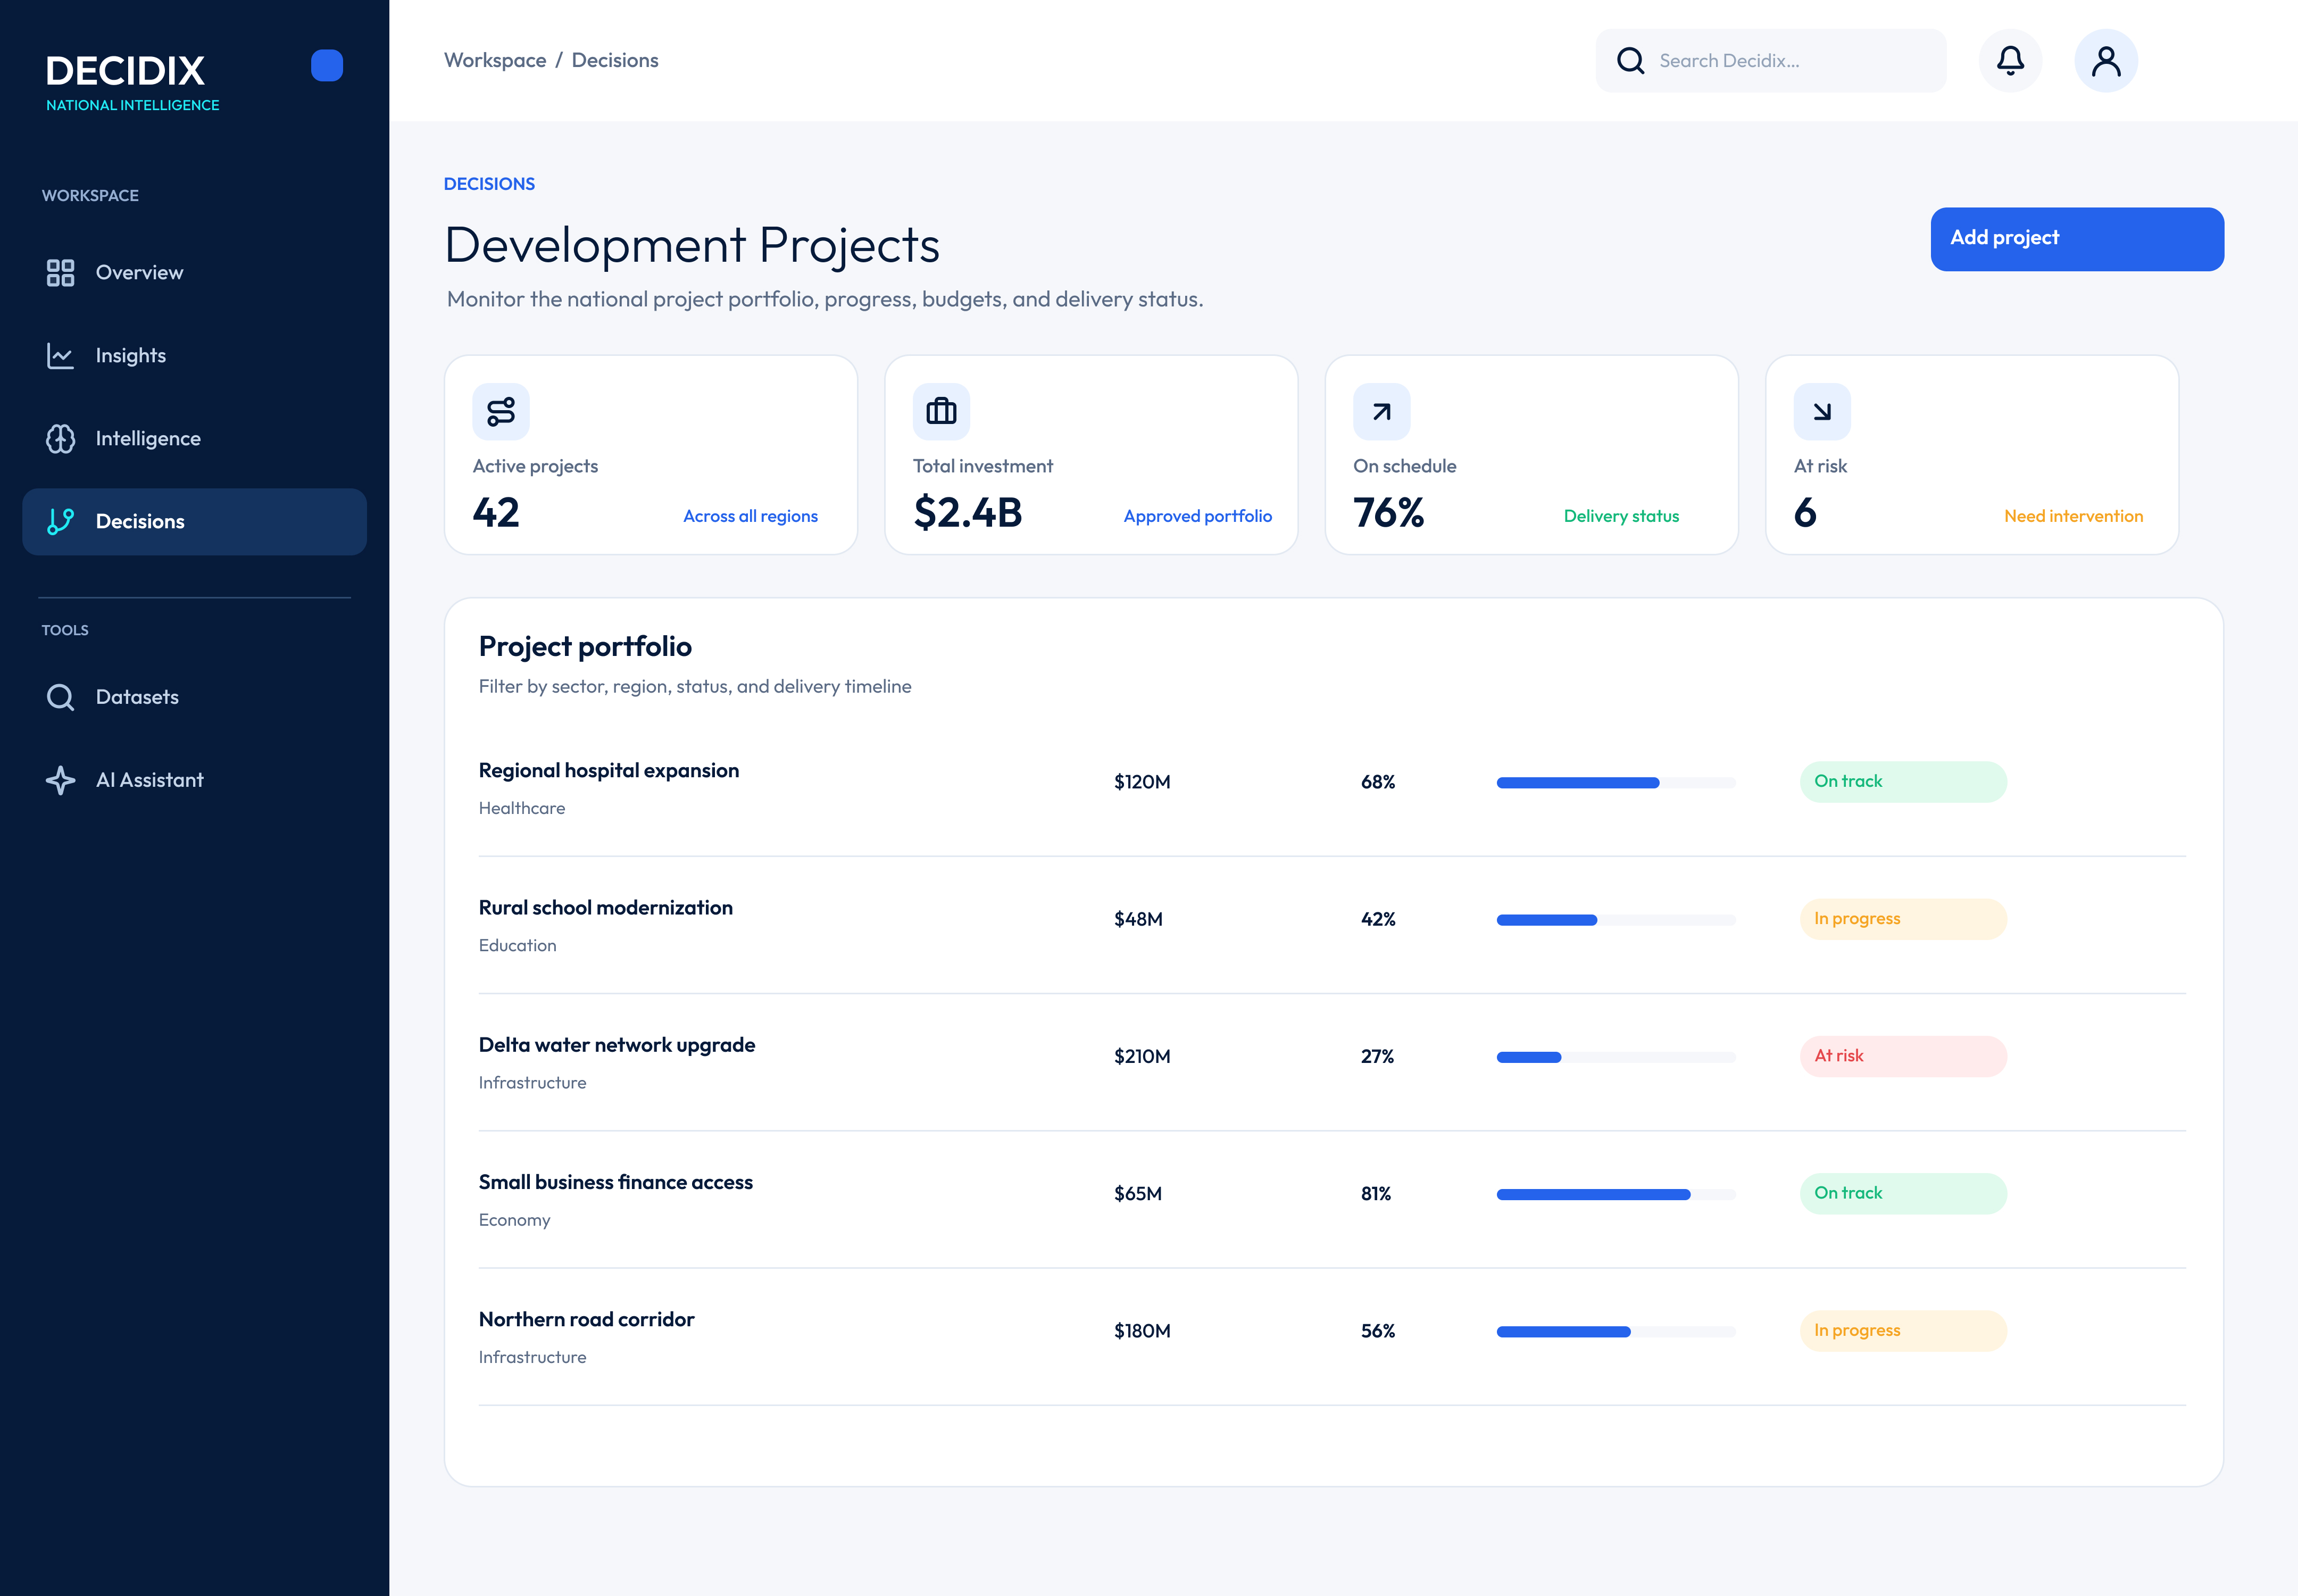 DECIDIX
NATIONAL INTELLIGENCE
WORKSPACE
Overview
Insights
Intelligence
Decisions
TOOLS
Datasets
AI Assistant
Workspace / Decisions
Search Decidix...
DECISIONS
Development Projects
Monitor the national project portfolio, progress, budgets, and delivery status.
Add project
Active projects
42
Across all regions
Total investment
$2.4B
Approved portfolio
On schedule
76%
Delivery status
At risk
6
Need intervention
Project portfolio
Filter by sector, region, status, and delivery timeline
Regional hospital expansion
Healthcare
$120M
68%
On track
Rural school modernization
Education
$48M
42%
In progress
Delta water network upgrade
Infrastructure
$210M
27%
At risk
Small business finance access
Economy
$65M
81%
On track
Northern road corridor
Infrastructure
$180M
56%
In progress